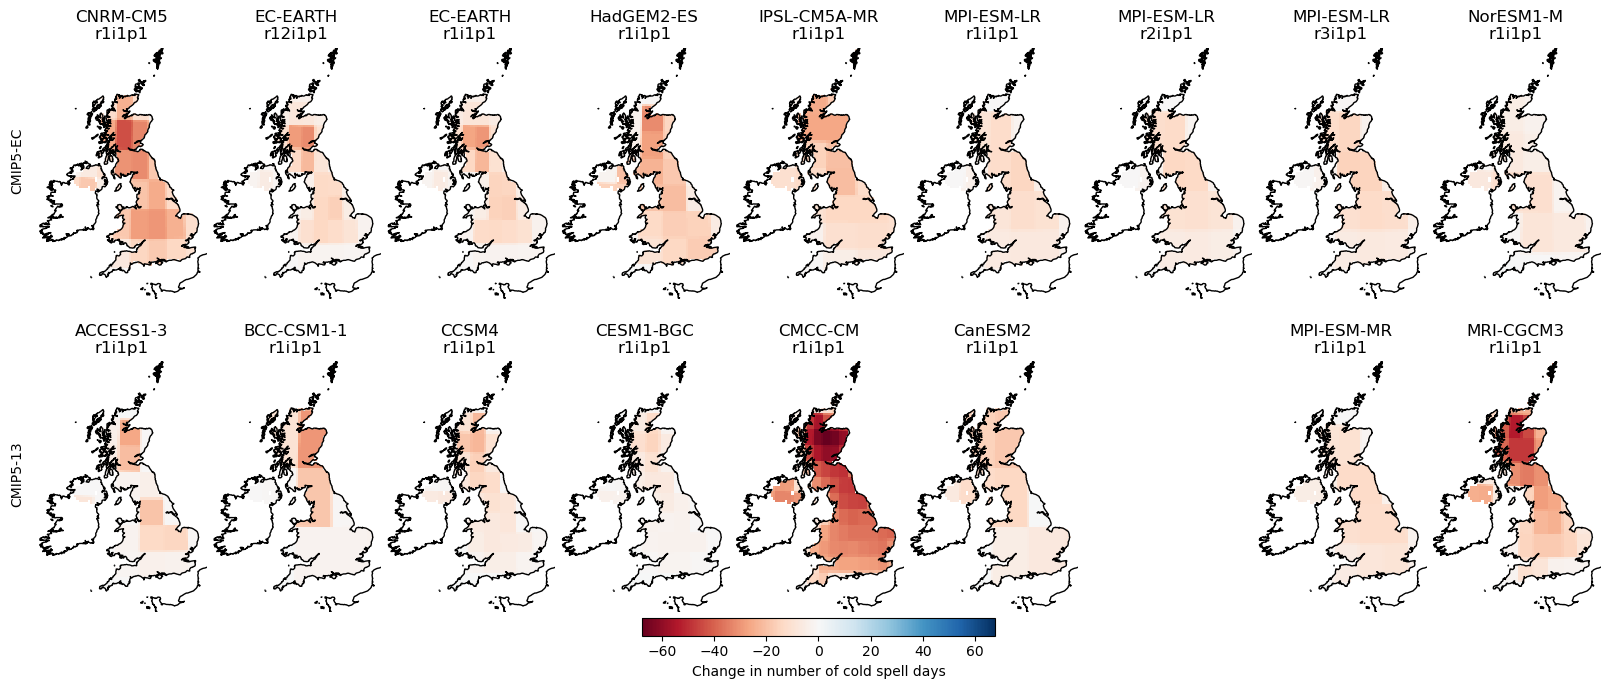 CNRM-CM5
r1i1p1
EC-EARTH
r12i1p1
EC-EARTH
r1i1p1
HadGEM2-ES
r1i1p1
IPSL-CM5A-MR
r1i1p1
MPI-ESM-LR
r1i1p1
MPI-ESM-LR
r2i1p1
MPI-ESM-LR
r3i1p1
NorESM1-M
r1i1p1
CMIP5-EC
ACCESS1-3
r1i1p1
BCC-CSM1-1
r1i1p1
CCSM4
r1i1p1
CESM1-BGC
r1i1p1
CMCC-CM
r1i1p1
CanESM2
r1i1p1
MPI-ESM-MR
r1i1p1
MRI-CGCM3
r1i1p1
CMIP5-13
−60 −40 −20 0 20 40 60
Change in number of cold spell days